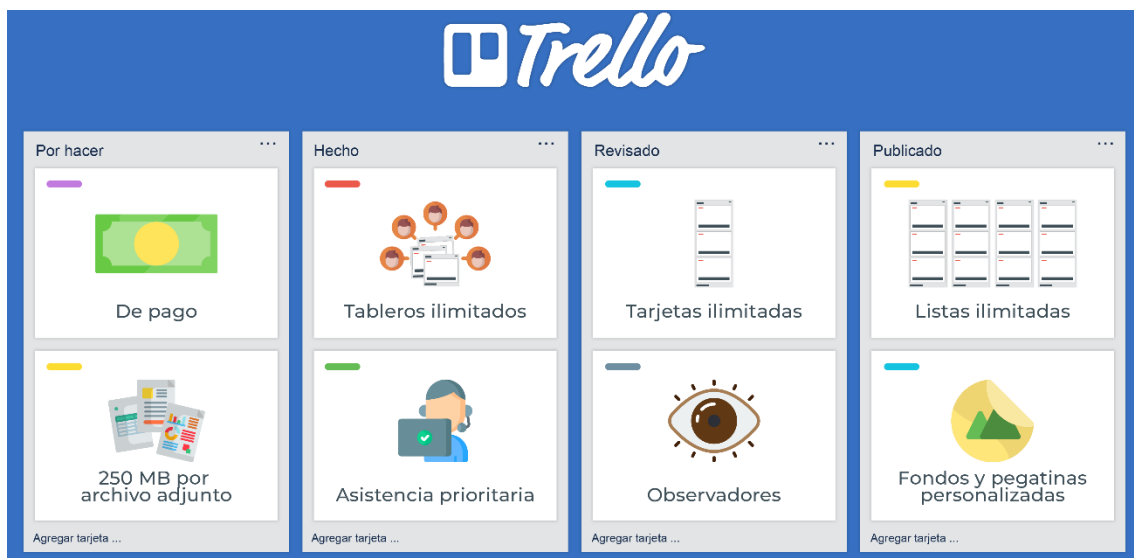 Trello
Por hacer ...
De pago
250 MB por
archivo adjunto
Agregar tarjeta ...
Hecho ...
Tableros ilimitados
Asistencia prioritaria
Agregar tarjeta ...
Revisado ...
Tarjetas ilimitadas
Observadores
Agregar tarjeta ...
Publicado ...
Listas ilimitadas
Fondos y pegatinas
personalizadas
Agregar tarjeta ...